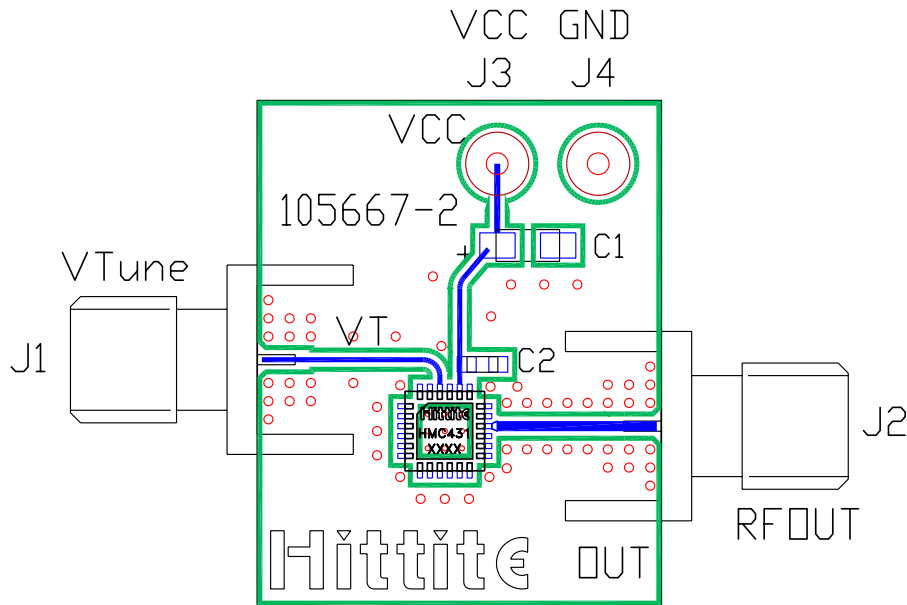 VCC GND
J3 J4
VCC
105667-2
+
C1
VTune
VT
J1
C2
Hittite
HMC431
XXXX
J2
RFOUT
Hittite
OUT